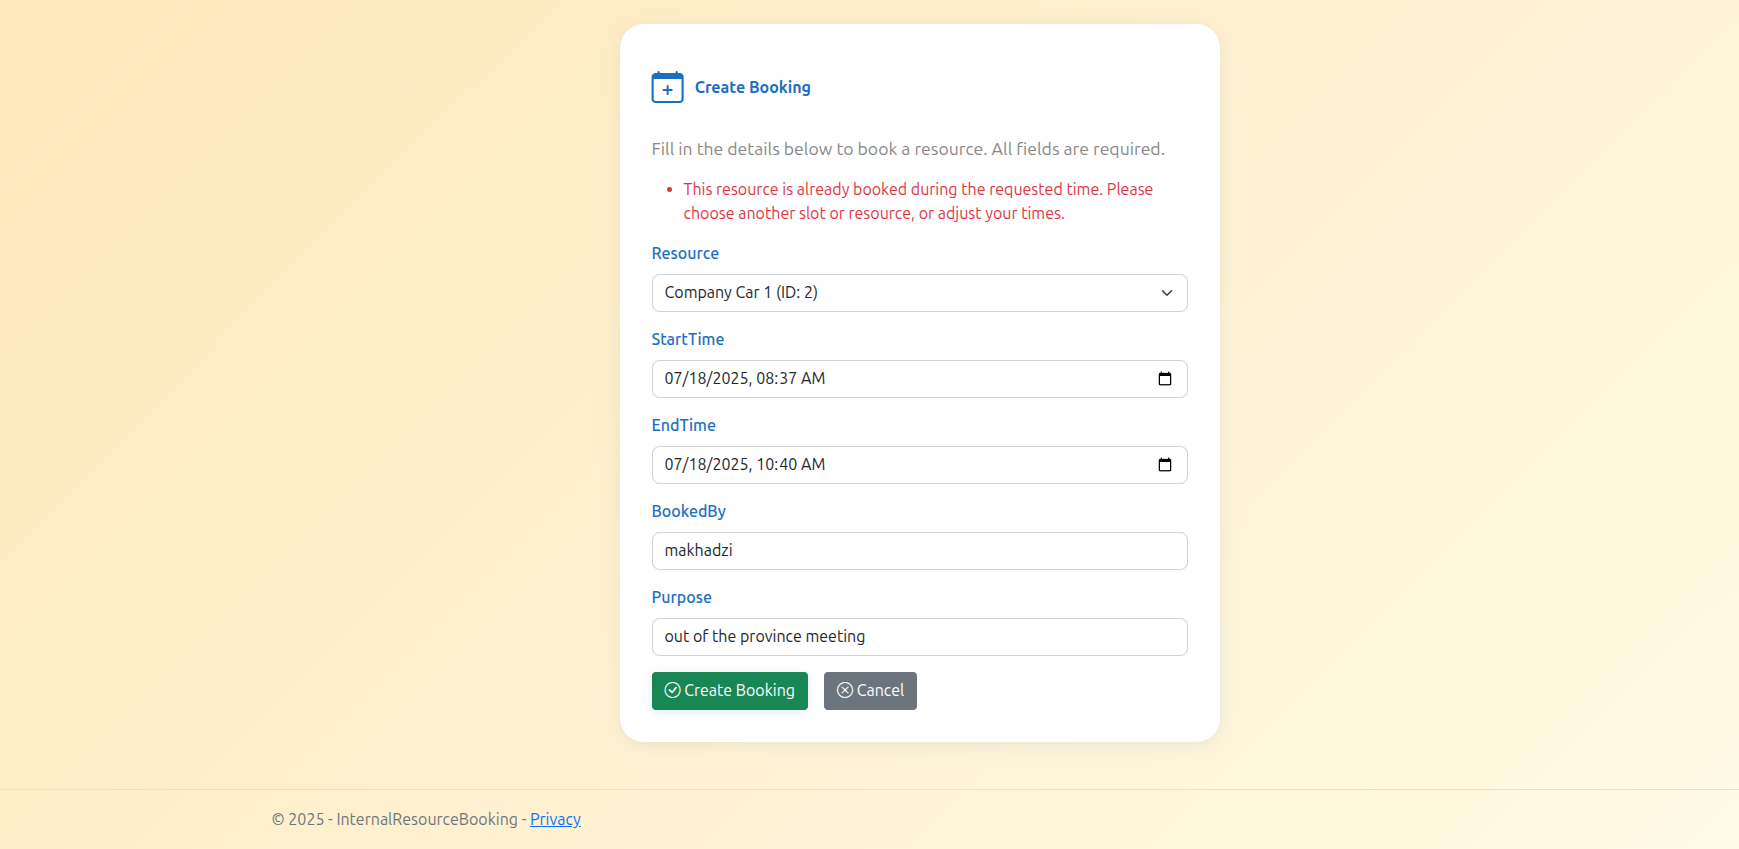 Create Booking
Fill in the details below to book a resource. All fields are required.
This resource is already booked during the requested time. Please
choose another slot or resource, or adjust your times.
Resource
Company Car 1 (ID: 2)
StartTime
07/18/2025, 08:37 AM
EndTime
07/18/2025, 10:40 AM
BookedBy
makhadzi
Purpose
out of the province meeting
Create Booking Cancel
© 2025 - InternalResourceBooking - Privacy